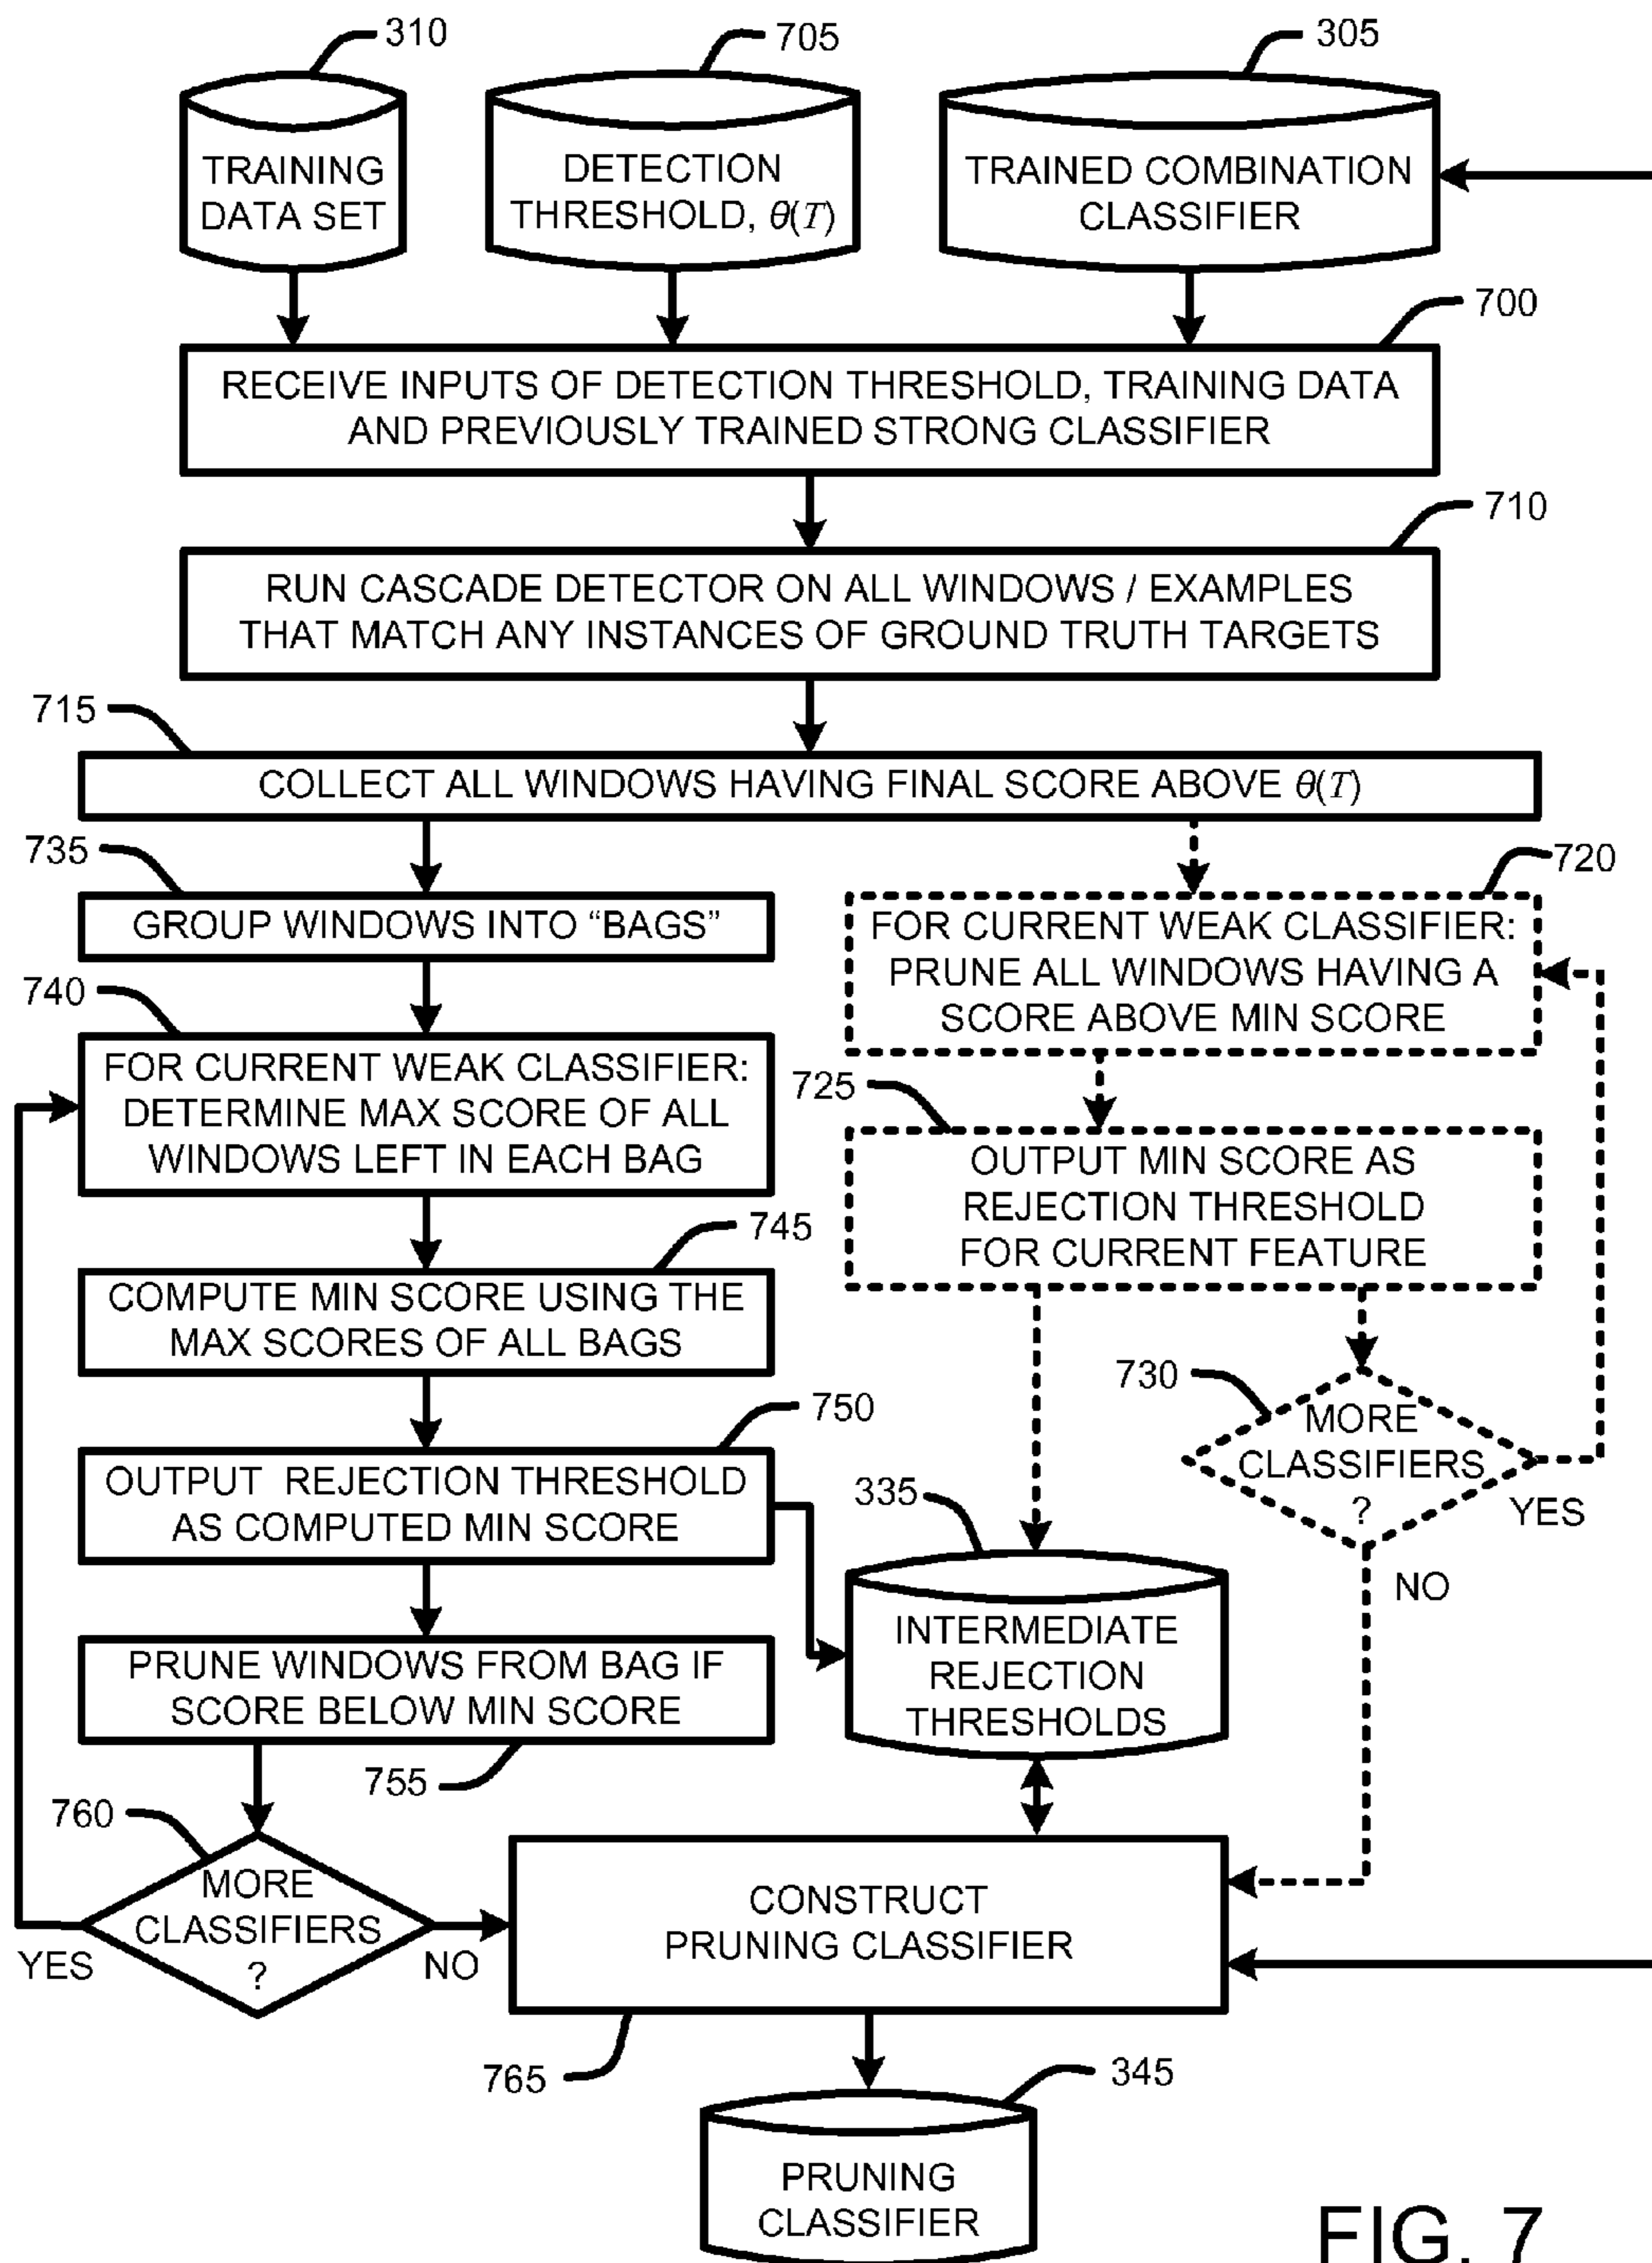 310
705
305
TRAINING
DATA SET
DETECTION
THRESHOLD, θ(T)
TRAINED COMBINATION
CLASSIFIER
700
RECEIVE INPUTS OF DETECTION THRESHOLD, TRAINING DATA
AND PREVIOUSLY TRAINED STRONG CLASSIFIER
710
RUN CASCADE DETECTOR ON ALL WINDOWS / EXAMPLES
THAT MATCH ANY INSTANCES OF GROUND TRUTH TARGETS
715
COLLECT ALL WINDOWS HAVING FINAL SCORE ABOVE θ(T)
735
GROUP WINDOWS INTO “BAGS”
720
FOR CURRENT WEAK CLASSIFIER:
PRUNE ALL WINDOWS HAVING A
SCORE ABOVE MIN SCORE
740
FOR CURRENT WEAK CLASSIFIER:
DETERMINE MAX SCORE OF ALL
WINDOWS LEFT IN EACH BAG
725
OUTPUT MIN SCORE AS
REJECTION THRESHOLD
FOR CURRENT FEATURE
745
COMPUTE MIN SCORE USING THE
MAX SCORES OF ALL BAGS
730
MORE
CLASSIFIERS
?
YES
NO
750
OUTPUT REJECTION THRESHOLD
AS COMPUTED MIN SCORE
335
INTERMEDIATE
REJECTION
THRESHOLDS
PRUNE WINDOWS FROM BAG IF
SCORE BELOW MIN SCORE
755
760
MORE
CLASSIFIERS
?
YES
NO
CONSTRUCT
PRUNING CLASSIFIER
765
345
PRUNING
CLASSIFIER
FIG. 7